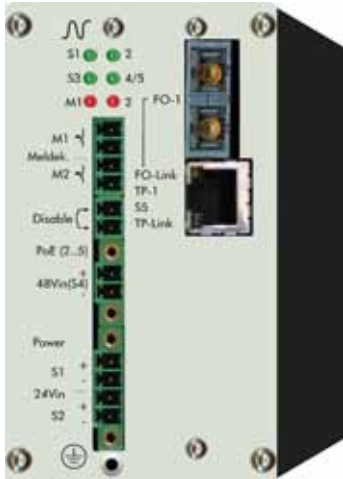 S1 2
S3 4/5
M1 2
FO-1
M1
Meldek.
M2
FO-Link
TP-1
Disable
S5
TP-Link
PoE (2...5)
+
48Vin(S4)
-
Power
+
S1
-
24Vin
+
S2
-